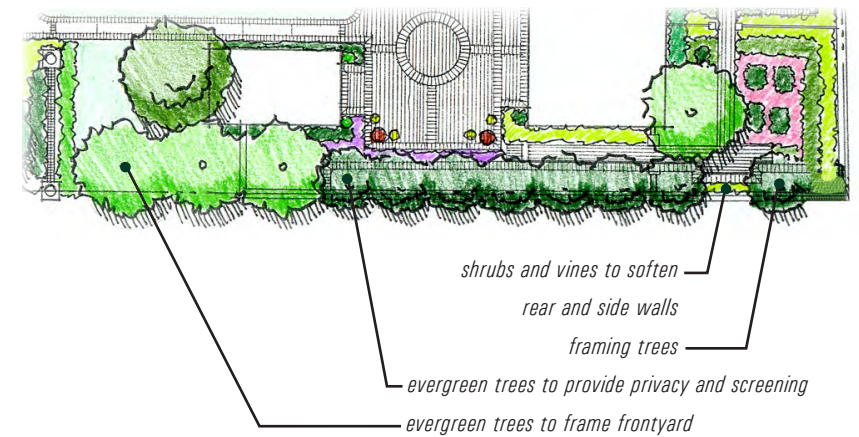 shrubs and vines to soften
rear and side walls
framing trees
evergreen trees to provide privacy and screening
evergreen trees to frame frontyard